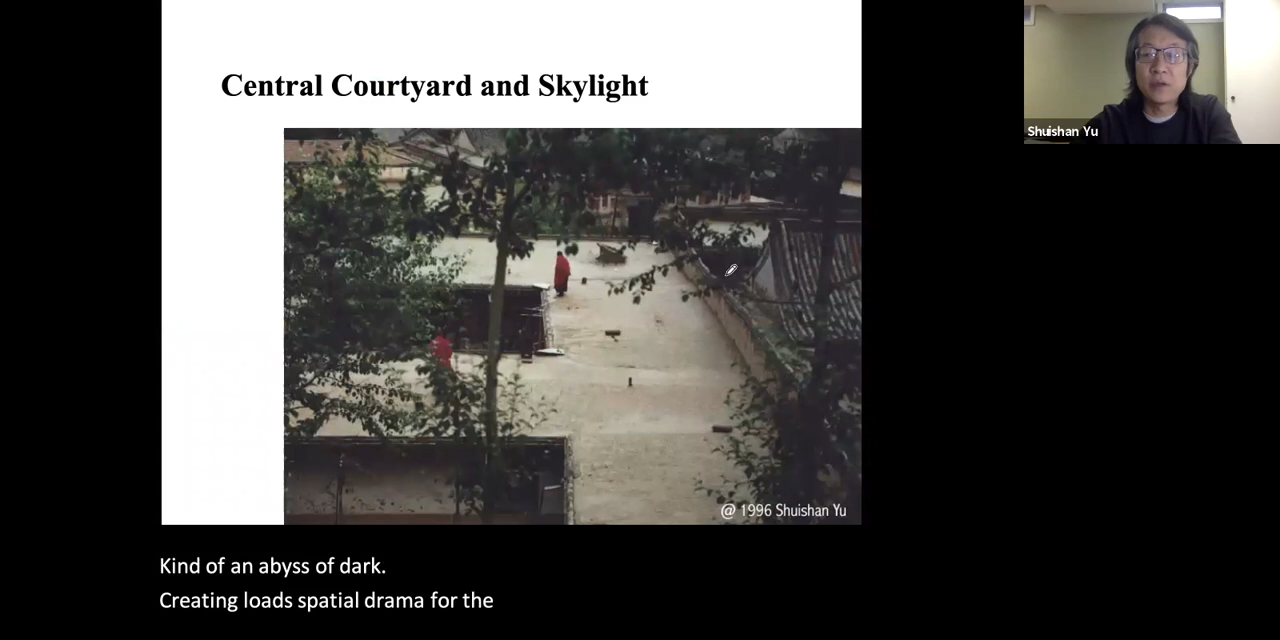 Central Courtyard and Skylight
Shuishan Yu
@ 1996 Shuishan Yu
Kind of an abyss of dark.
Creating loads spatial drama for the